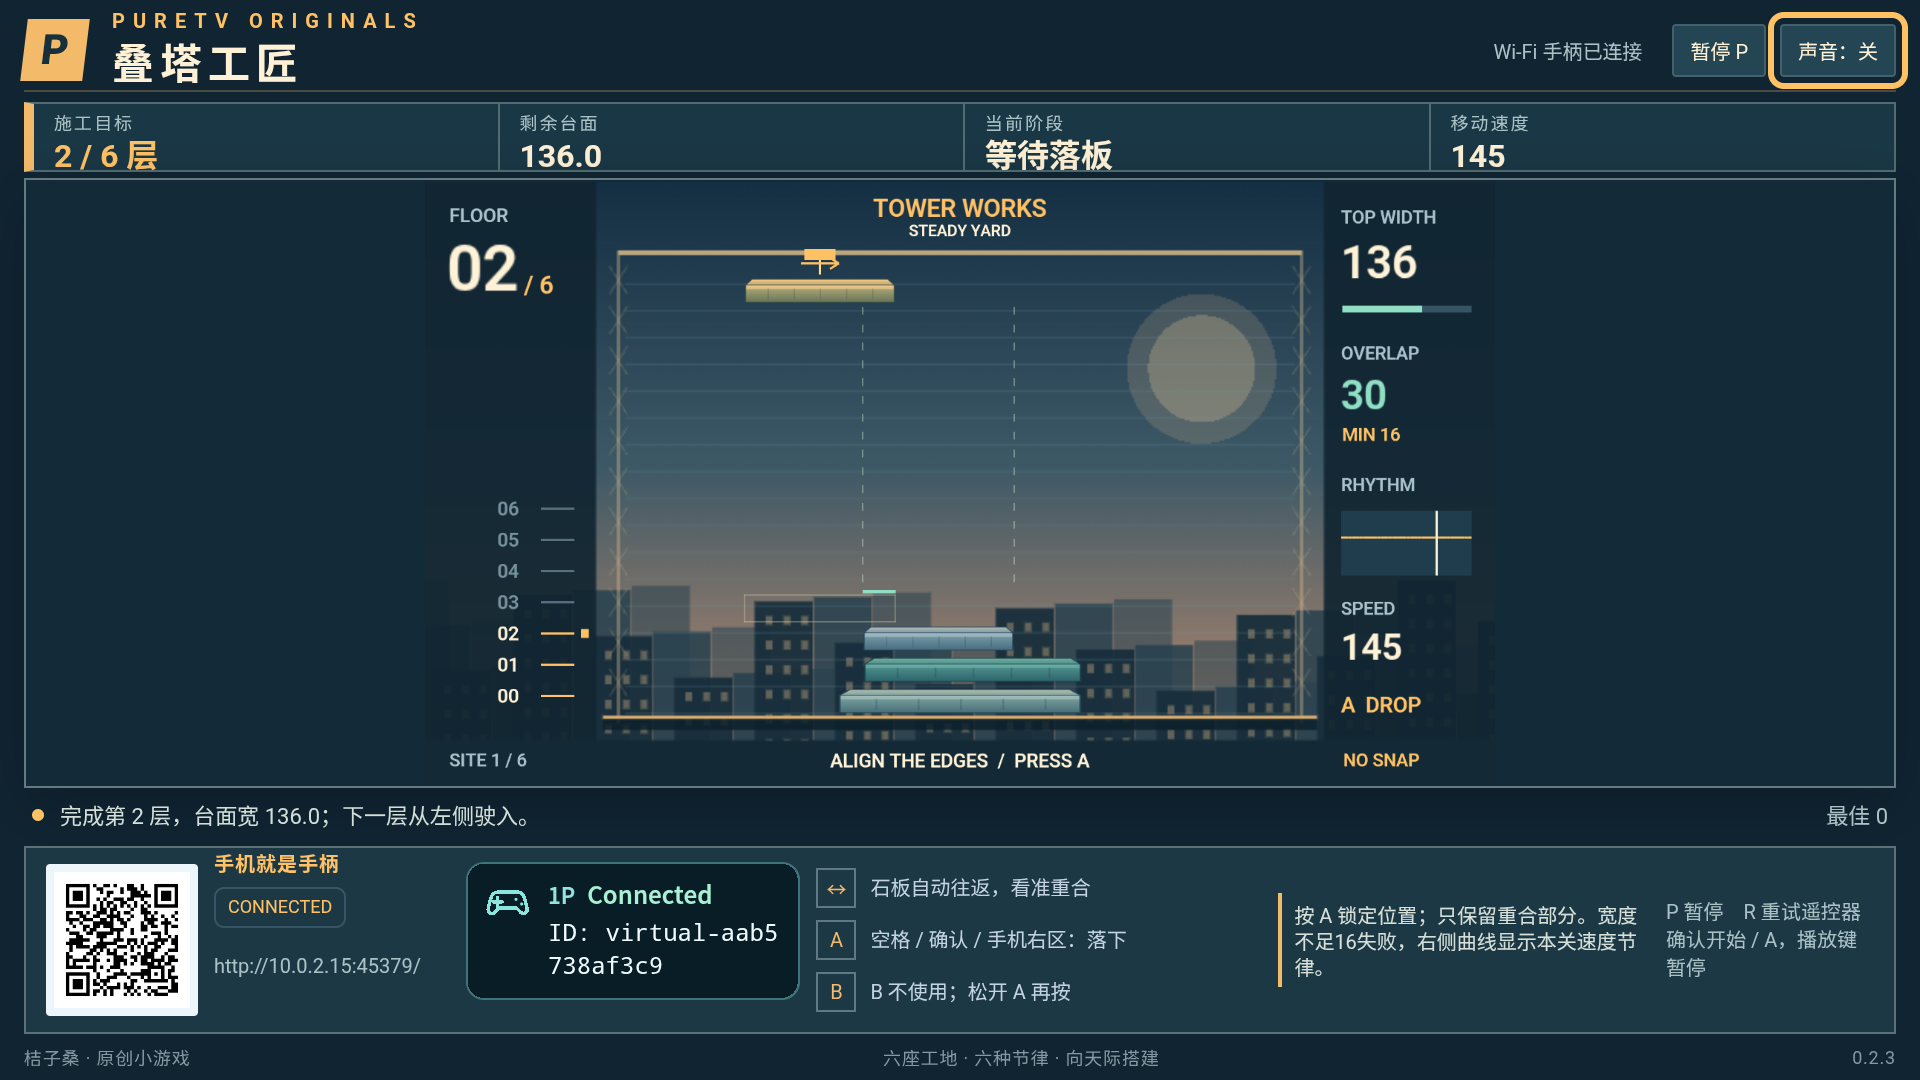 P
PURETV ORIGINALS
叠塔工匠
Wi-Fi 手柄已连接
暂停 P
声音：关
施工目标
2 / 6 层
剩余台面
136.0
当前阶段
等待落板
移动速度
145
FLOOR
02 / 6
06
05
04
03
02
01
00
SITE 1 / 6
TOWER WORKS
STEADY YARD
ALIGN THE EDGES / PRESS A
TOP WIDTH
136
OVERLAP
30
MIN 16
RHYTHM
SPEED
145
A DROP
NO SNAP
完成第 2 层，台面宽 136.0；下一层从左侧驶入。
最佳 0
手机就是手柄
CONNECTED
http://10.0.2.15:45379/
1P Connected
ID: virtual-aab5
738af3c9
↔ 石板自动往返，看准重合
A 空格 / 确认 / 手机右区：落下
B B 不使用；松开 A 再按
按 A 锁定位置；只保留重合部分。宽度
不足16失败，右侧曲线显示本关速度节
律。
P 暂停 R 重试遥控器
确认开始 / A，播放键
暂停
桔子桑 · 原创小游戏
六座工地 · 六种节律 · 向天际搭建
0.2.3